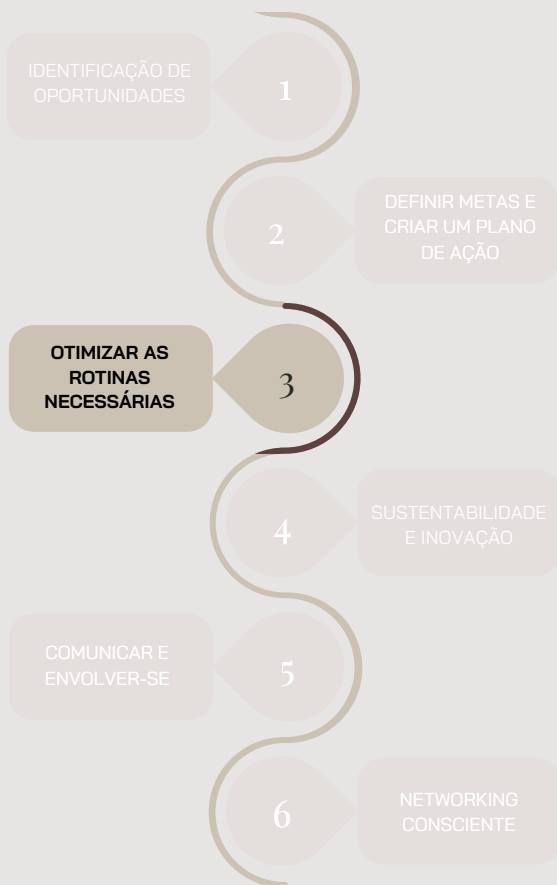 IDENTIFICAÇÃO DE
OPORTUNIDADES
1
2
DEFINIR METAS E
CRIAR UM PLANO
DE AÇÃO
OTIMIZAR AS
ROTINAS
NECESSÁRIAS
3
4
SUSTENTABILIDADE
E INOVAÇÃO
COMUNICAR E
ENVOLVER-SE
5
6
NETWORKING
CONSCIENTE